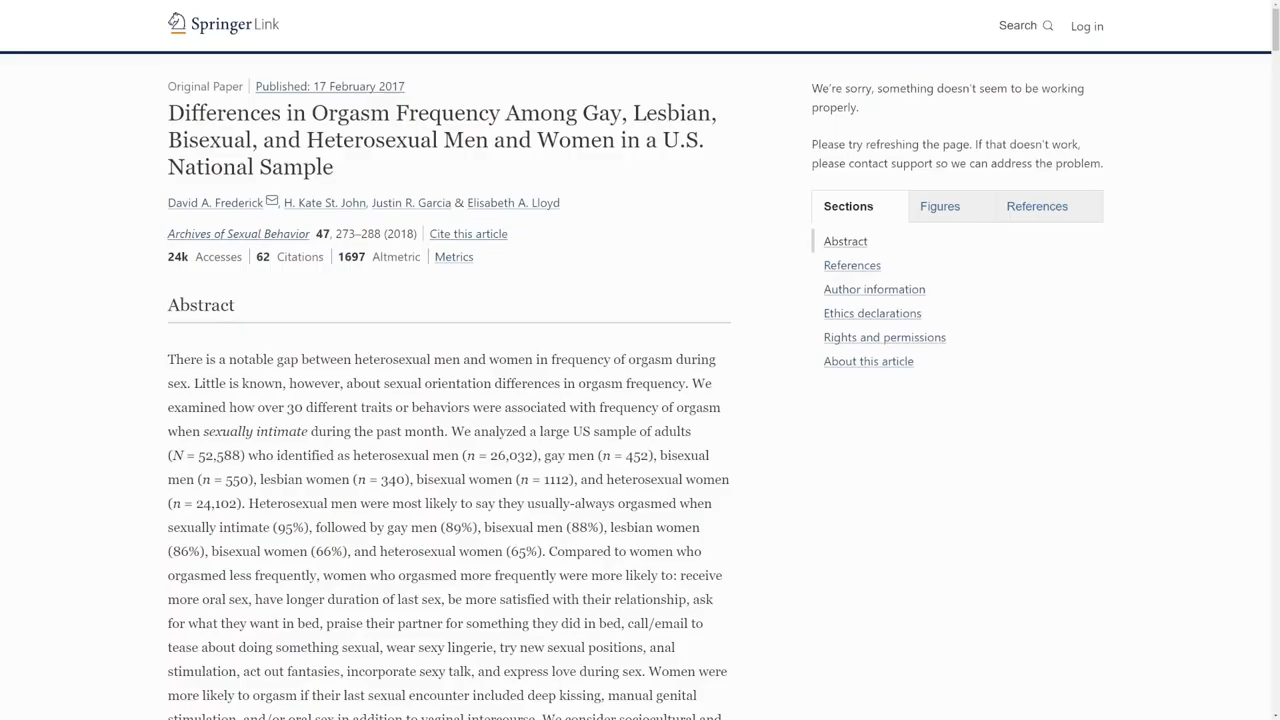 Springer Link
Search
Log in
Original Paper Published: 17 February 2017
Differences in Orgasm Frequency Among Gay, Lesbian,
Bisexual, and Heterosexual Men and Women in a U.S.
National Sample
David A. Frederick, H. Kate St. John, Justin R. Garcia & Elisabeth A. Lloyd
Archives of Sexual Behavior 47, 273–288 (2018) Cite this article
24k Accesses 62 Citations 1697 Altmetric Metrics
Abstract
There is a notable gap between heterosexual men and women in frequency of orgasm during
sex. Little is known, however, about sexual orientation differences in orgasm frequency. We
examined how over 30 different traits or behaviors were associated with frequency of orgasm
when sexually intimate during the past month. We analyzed a large US sample of adults
(N = 52,588) who identified as heterosexual men (n = 26,032), gay men (n = 452), bisexual
men (n = 550), lesbian women (n = 340), bisexual women (n = 1112), and heterosexual women
(n = 24,102). Heterosexual men were most likely to say they usually-always orgasmed when
sexually intimate (95%), followed by gay men (89%), bisexual men (88%), lesbian women
(86%), bisexual women (66%), and heterosexual women (65%). Compared to women who
orgasmed less frequently, women who orgasmed more frequently were more likely to: receive
more oral sex, have longer duration of last sex, be more satisfied with their relationship, ask
for what they want in bed, praise their partner for something they did in bed, call/email to
tease about doing something sexual, wear sexy lingerie, try new sexual positions, anal
stimulation, act out fantasies, incorporate sexy talk, and express love during sex. Women were
more likely to orgasm if their last sexual encounter included deep kissing, manual genital
stimulation, and/or oral sex in addition to vaginal intercourse. We consider sociocultural and
We're sorry, something doesn't seem to be working
properly.
Please try refreshing the page. If that doesn't work,
please contact support so we can address the problem.
Sections Figures References
Abstract
References
Author information
Ethics declarations
Rights and permissions
About this article